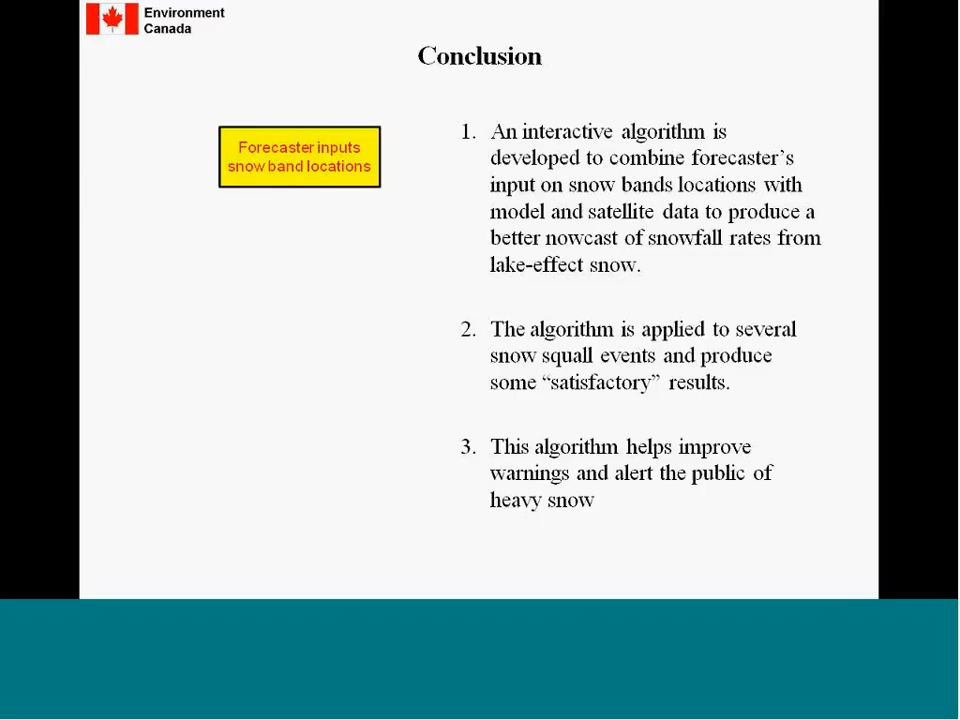 Environment
Canada
Conclusion
Forecaster inputs
snow band locations
1. An interactive algorithm is
developed to combine forecaster's
input on snow bands locations with
model and satellite data to produce a
better nowcast of snowfall rates from
lake-effect snow.
2. The algorithm is applied to several
snow squall events and produce
some “satisfactory” results.
3. This algorithm helps improve
warnings and alert the public of
heavy snow